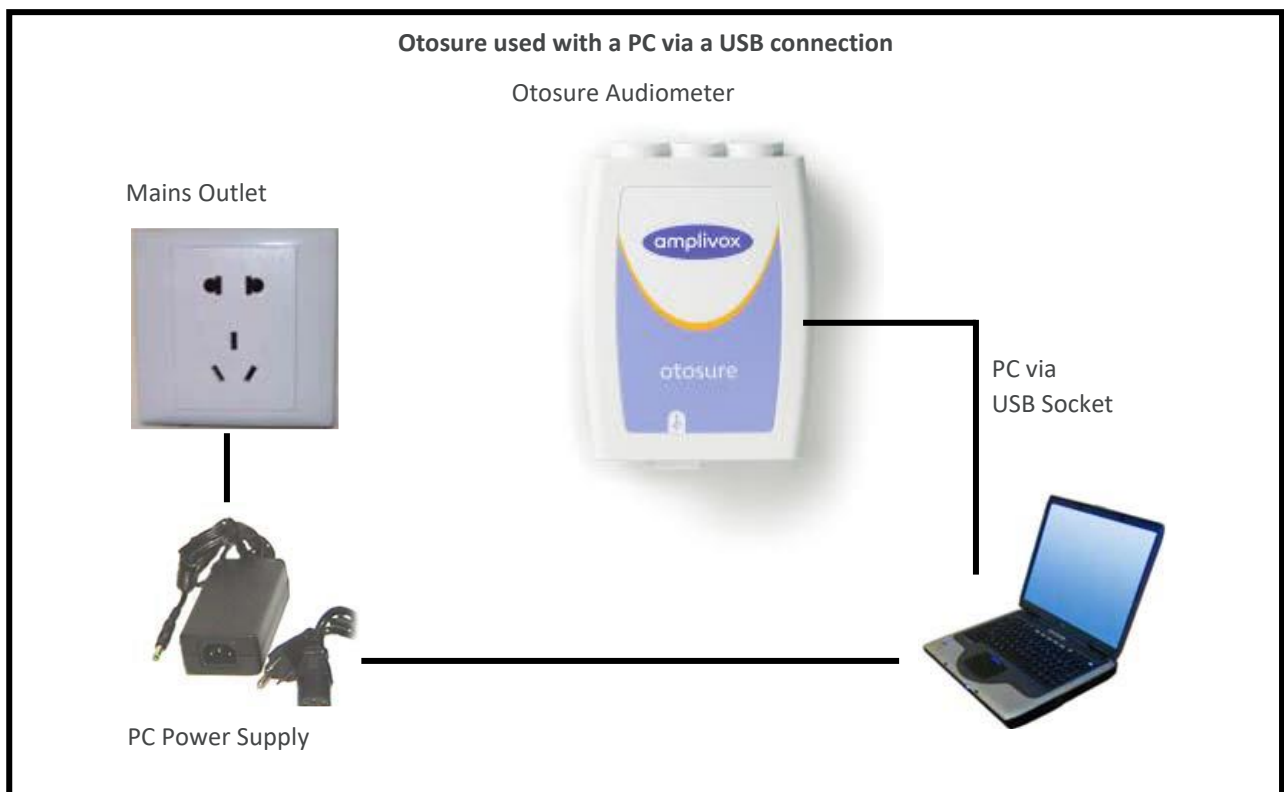 Otosure used with a PC via a USB connection
Otosure Audiometer
Mains Outlet
amplivox
otosure
PC via
USB Socket
PC Power Supply